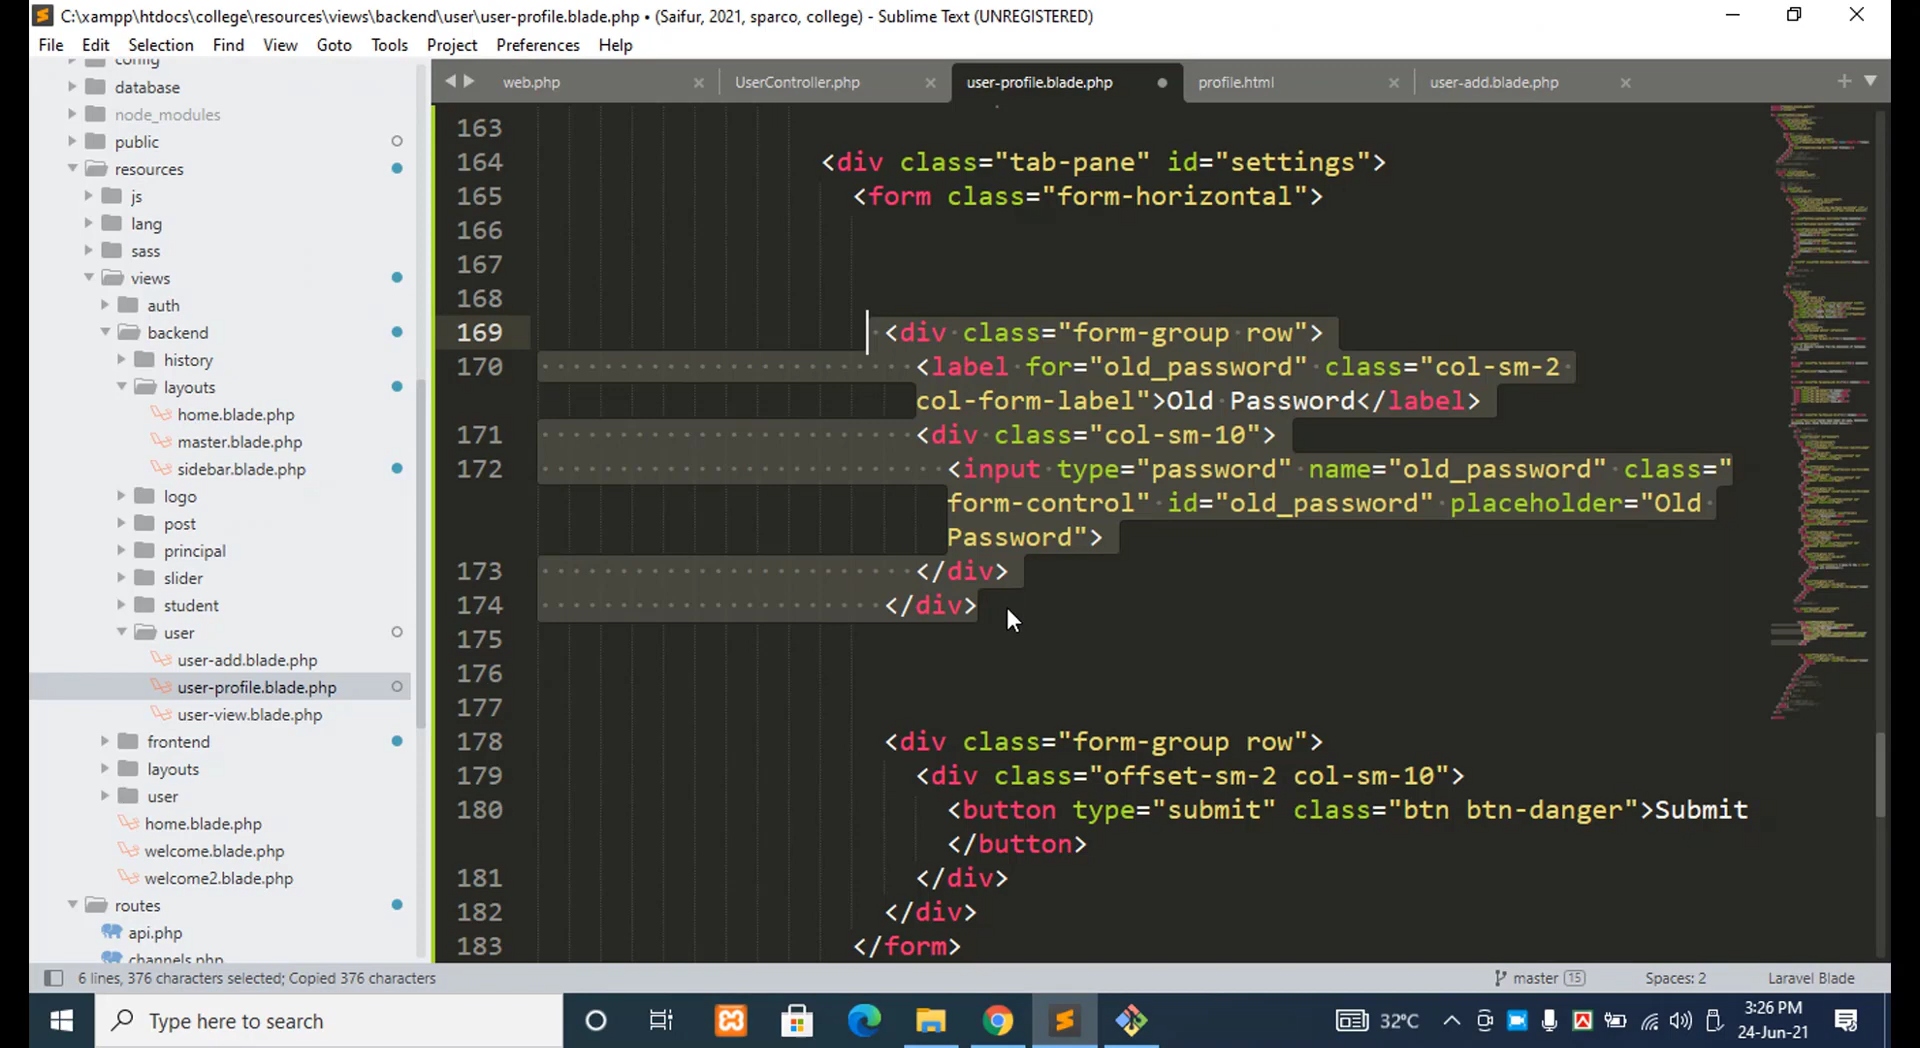 C:\xampp\htdocs\college\resources\views\backend\user\user-profile.blade.php • (Saifur, 2021, sparco, college) - Sublime Text (UNREGISTERED)
File Edit Selection Find View Goto Tools Project Preferences Help
config
database
node_modules
public
resources
js
lang
sass
views
auth
backend
history
layouts
home.blade.php
master.blade.php
sidebar.blade.php
logo
post
principal
slider
student
user
user-add.blade.php
user-profile.blade.php
user-view.blade.php
frontend
layouts
user
home.blade.php
welcome.blade.php
welcome2.blade.php
routes
api.php
channels.php
web.php UserController.php user-profile.blade.php profile.html user-add.blade.php
163
164 <div class="tab-pane" id="settings">
165 <form class="form-horizontal">
166
167
168
169 <div class="form-group row">
170 <label for="old_password" class="col-sm-2
col-form-label">Old Password</label>
171 <div class="col-sm-10">
172 <input type="password" name="old_password" class="
form-control" id="old_password" placeholder="Old
Password">
173 </div>
174 </div>
175
176
177
178 <div class="form-group row">
179 <div class="offset-sm-2 col-sm-10">
180 <button type="submit" class="btn btn-danger">Submit
</button>
181 </div>
182 </div>
183 </form>
6 lines, 376 characters selected; Copied 376 characters master 15 Spaces: 2 Laravel Blade
Type here to search 32°C 3:26 PM
24-Jun-21